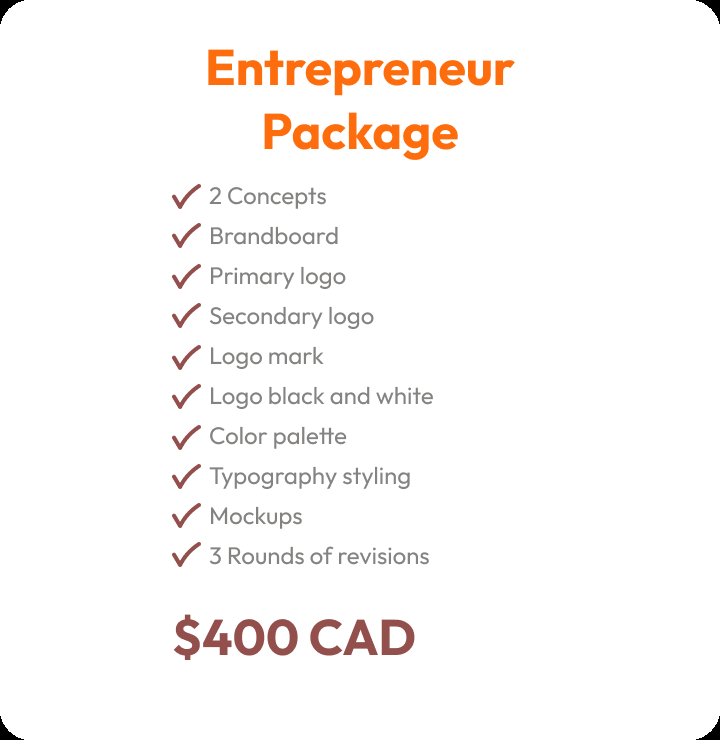 Entrepreneur
Package
2 Concepts
Brandboard
Primary logo
Secondary logo
Logo mark
Logo black and white
Color palette
Typography styling
Mockups
3 Rounds of revisions
$400 CAD